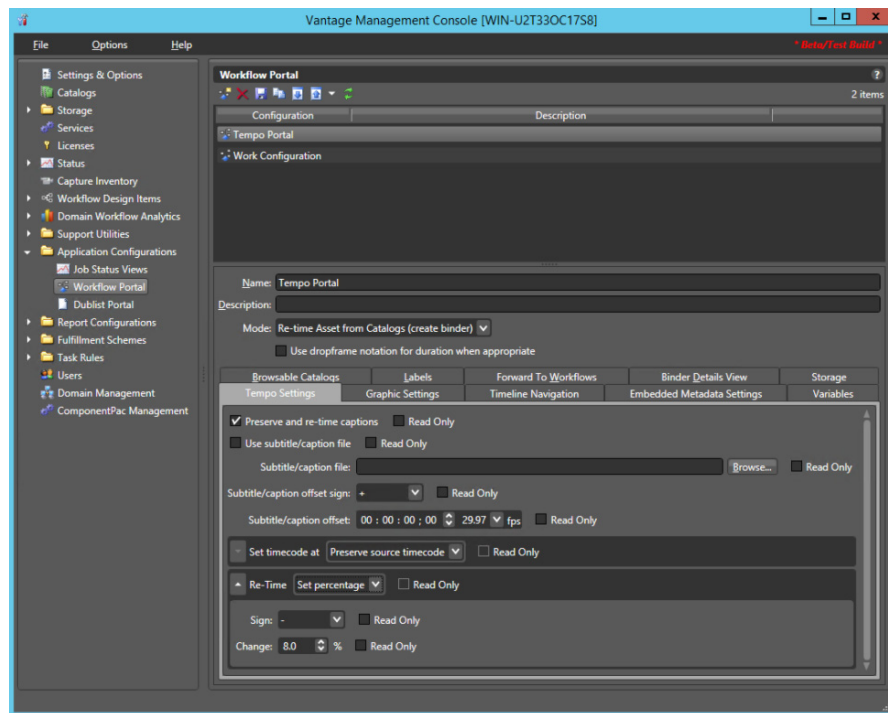 Vantage Management Console [WIN-U2T33OC17S8]
File Options Help * Beta/Test Build *
Settings & Options
Catalogs
Storage
Services
Licenses
Status
Capture Inventory
Workflow Design Items
Domain Workflow Analytics
Support Utilities
Application Configurations
Job Status Views
Workflow Portal
Dublist Portal
Report Configurations
Fulfillment Schemes
Task Rules
Users
Domain Management
ComponentPac Management
Workflow Portal ?
2 items
Configuration Description
Tempo Portal
Work Configuration
Name: Tempo Portal
Description:
Mode: Re-time Asset from Catalogs (create binder)
Use dropframe notation for duration when appropriate
Browsable Catalogs Labels Forward To Workflows Binder Details View Storage
Tempo Settings Graphic Settings Timeline Navigation Embedded Metadata Settings Variables
Preserve and re-time captions Read Only
Use subtitle/caption file Read Only
Subtitle/caption file: Browse... Read Only
Subtitle/caption offset sign: + Read Only
Subtitle/caption offset: 00 : 00 : 00 ; 00 29.97 fps Read Only
Set timecode at Preserve source timecode Read Only
Re-Time Set percentage Read Only
Sign: - Read Only
Change: 8.0 % Read Only